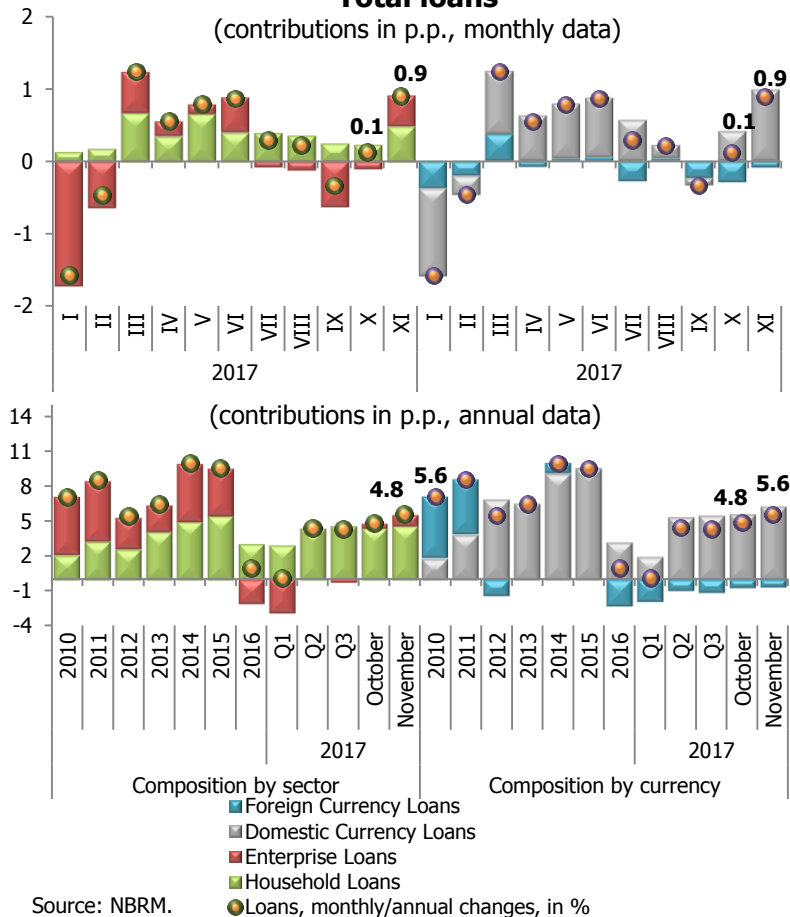 Total loans
(contributions in p.p., monthly data)
2
1
0
-1
-2
0.9
0.1
0.9
0.1
I II III IV V VI VII VIII IX X XI I II III IV V VI VII VIII IX X XI
2017 2017
(contributions in p.p., annual data)
14
11
8
5
2
-1
-4
4.8
5.6
4.8
5.6
2010 2011 2012 2013 2014 2015 2016 Q1 Q2 Q3 October November 2010 2011 2012 2013 2014 2015 2016 Q1 Q2 Q3 October November
2017 2017
Composition by sector Composition by currency
Foreign Currency Loans
Domestic Currency Loans
Enterprise Loans
Household Loans
Source: NBRM. Loans, monthly/annual changes, in %